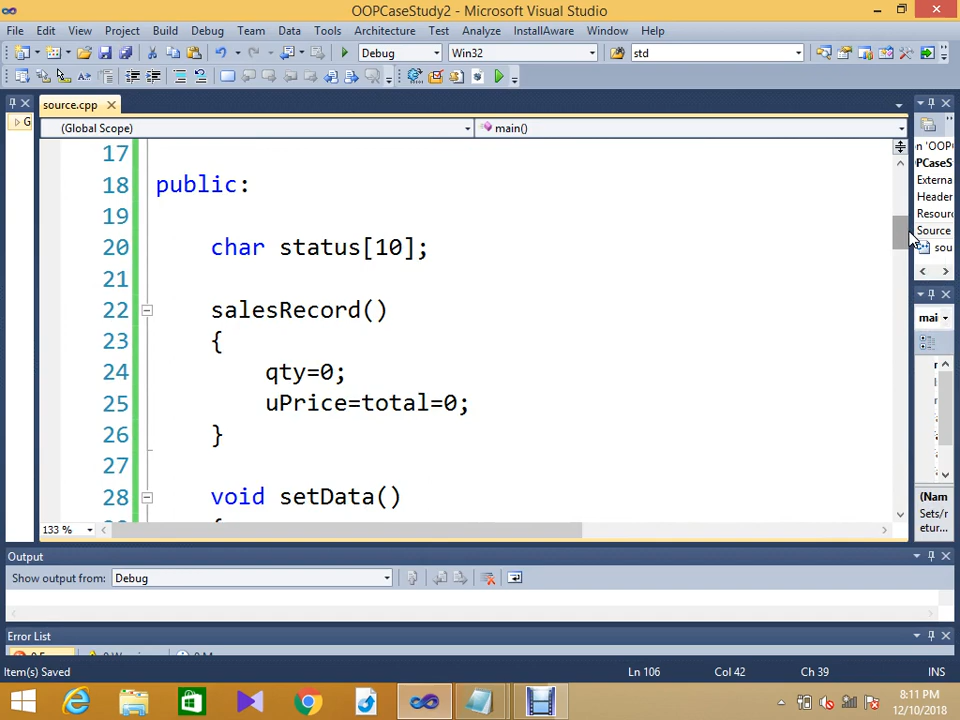 OOPCaseStudy2 - Microsoft Visual Studio
File Edit View Project Build Debug Team Data Tools Architecture Test Analyze InstallAware Window Help
Debug Win32 std
source.cpp
G
(Global Scope) main()
17
18 public:
19
20 char status[10];
21
22 salesRecord()
23 {
24 qty=0;
25 uPrice=total=0;
26 }
27
28 void setData()
{
133 %
n 'OOPC
PCaseS
Externa
Header
Resour
Source
sou
mai
(Nam
Sets/r
etur...
Output
Show output from: Debug
Error List
Item(s) Saved Ln 106 Col 42 Ch 39 INS
8:11 PM
12/10/2018